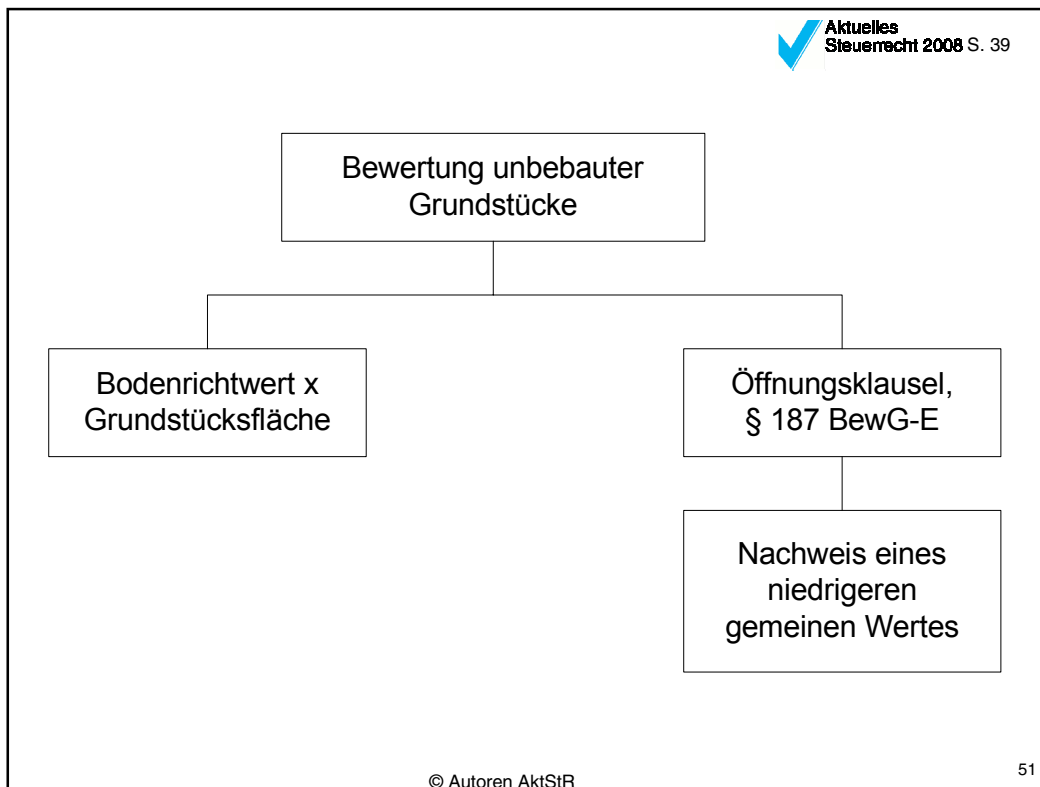 Aktuelles
Steuerrecht 2008 S. 39
Bewertung unbebauter
Grundstücke
Bodenrichtwert x
Grundstücksfläche
Öffnungsklausel,
§ 187 BewG-E
Nachweis eines
niedrigeren
gemeinen Wertes
© Autoren AktStR
51